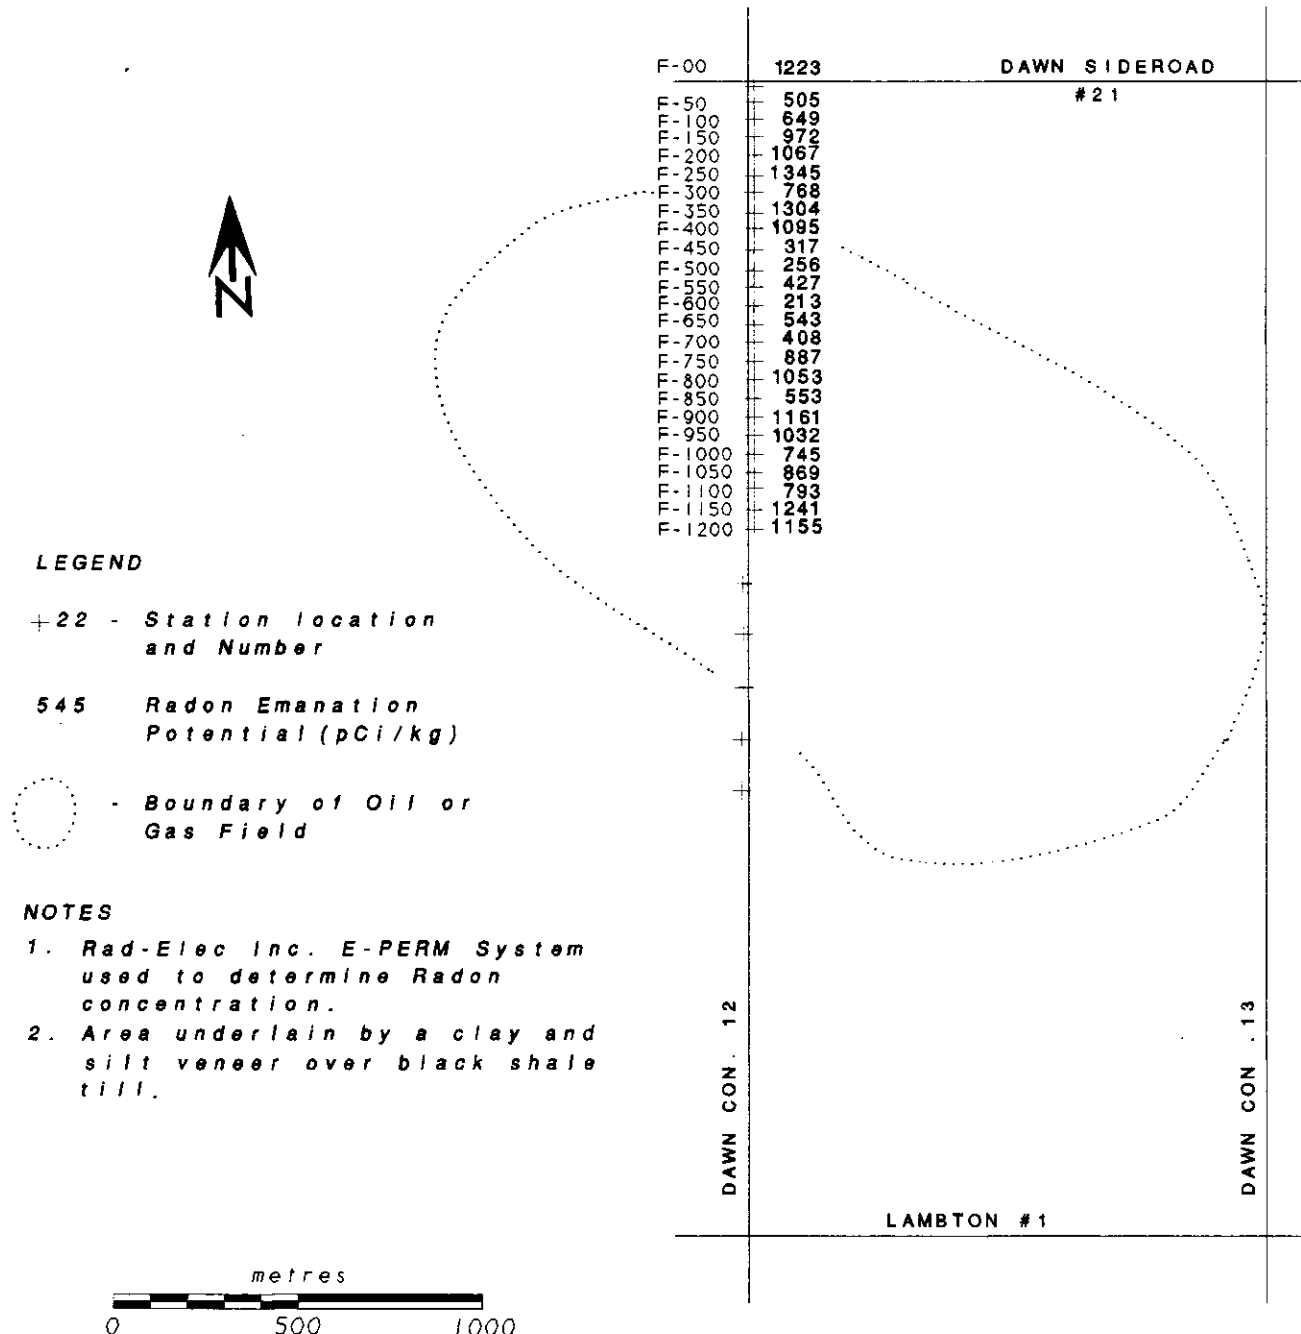 F-00 1223 DAWN SIDEROAD
#21
F-50 505
F-100 649
F-150 972
F-200 1067
F-250 1345
F-300 768
F-350 1304
F-400 1095
F-450 317
F-500 256
F-550 427
F-600 213
F-650 543
F-700 408
F-750 887
F-800 1053
F-850 553
F-900 1161
F-950 1032
F-1000 745
F-1050 869
F-1100 793
F-1150 1241
F-1200 1155
N
LEGEND
+22 - Station location
and Number
545 Radon Emanation
Potential (pCi/kg)
- Boundary of Oil or
Gas Field
NOTES
1. Rad-Elec Inc. E-PERM System
used to determine Radon
concentration.
2. Area underlain by a clay and
silt veneer over black shale
till.
DAWN CON. 12
DAWN CON .13
LAMBTON #1
metres
0 500 1000